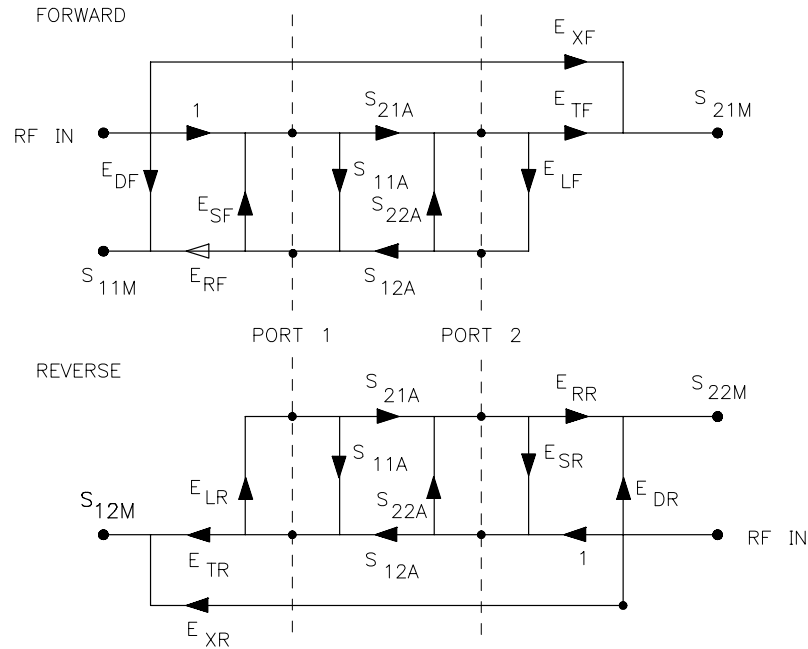 FORWARD
E XF
1
S 21A
E TF
S 21M
RF IN
E DF
E SF
S 11A
S 22A
E LF
S 11M
E RF
S 12A
PORT 1
PORT 2
REVERSE
S 21A
E RR
S 22M
S 11A
E SR
E LR
S 22A
E DR
S 12M
E TR
S 12A
1
RF IN
E XR